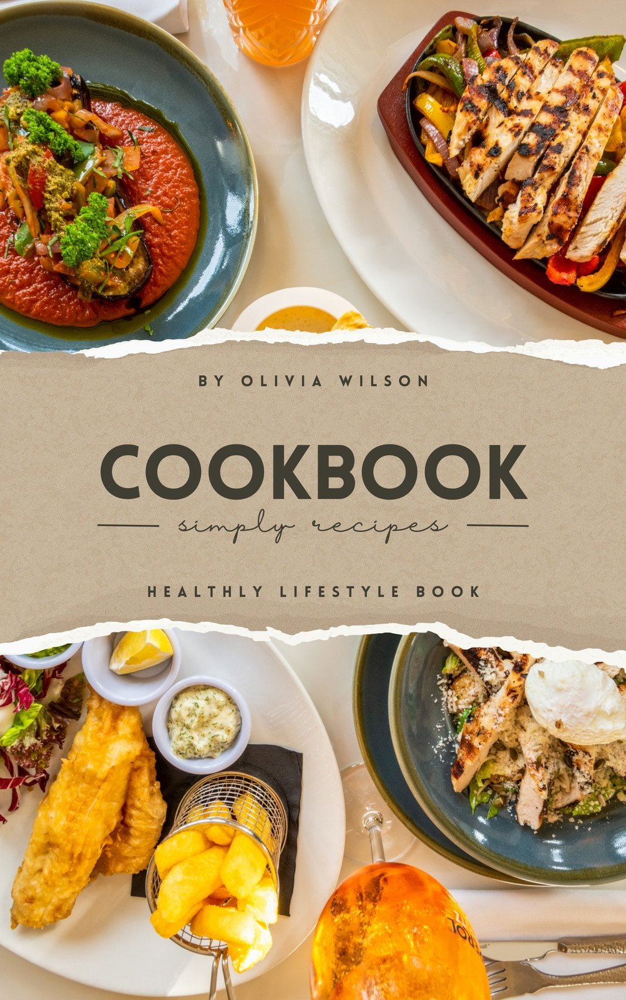 BY OLIVIA WILSON
COOKBOOK
simply recipes
HEALTHLY LIFESTYLE BOOK